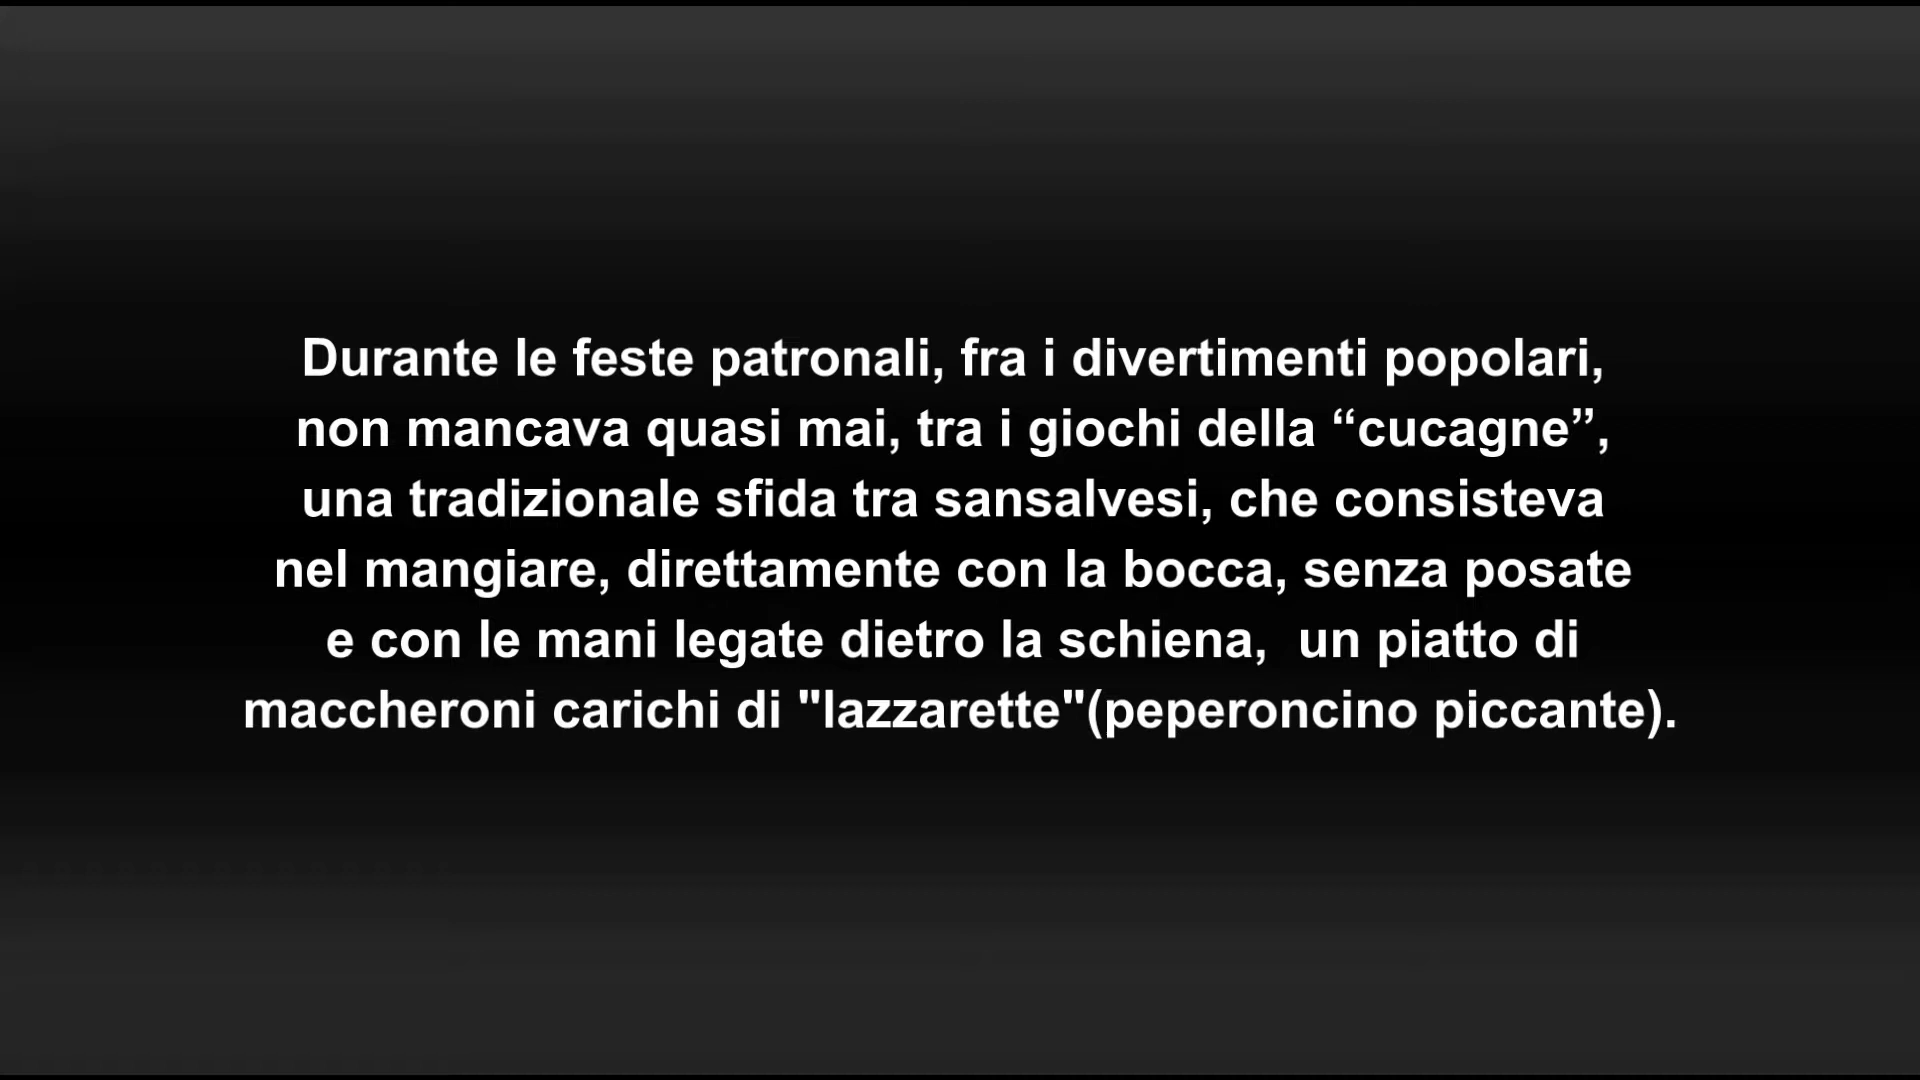 Durante le feste patronali, fra i divertimenti popolari,
non mancava quasi mai, tra i giochi della “cucagne”,
una tradizionale sfida tra sansalvesi, che consisteva
nel mangiare, direttamente con la bocca, senza posate
e con le mani legate dietro la schiena,  un piatto di
maccheroni carichi di "lazzarette"(peperoncino piccante).